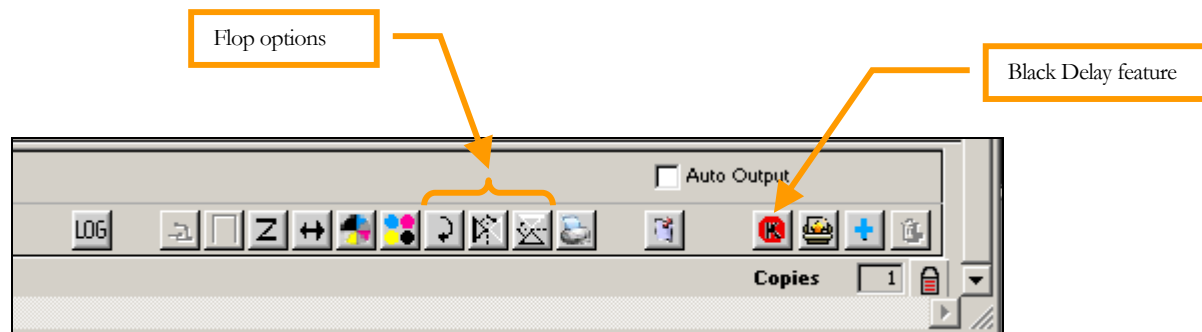 Flop options
Black Delay feature
Auto Output
LOG
Z
K
Copies
1